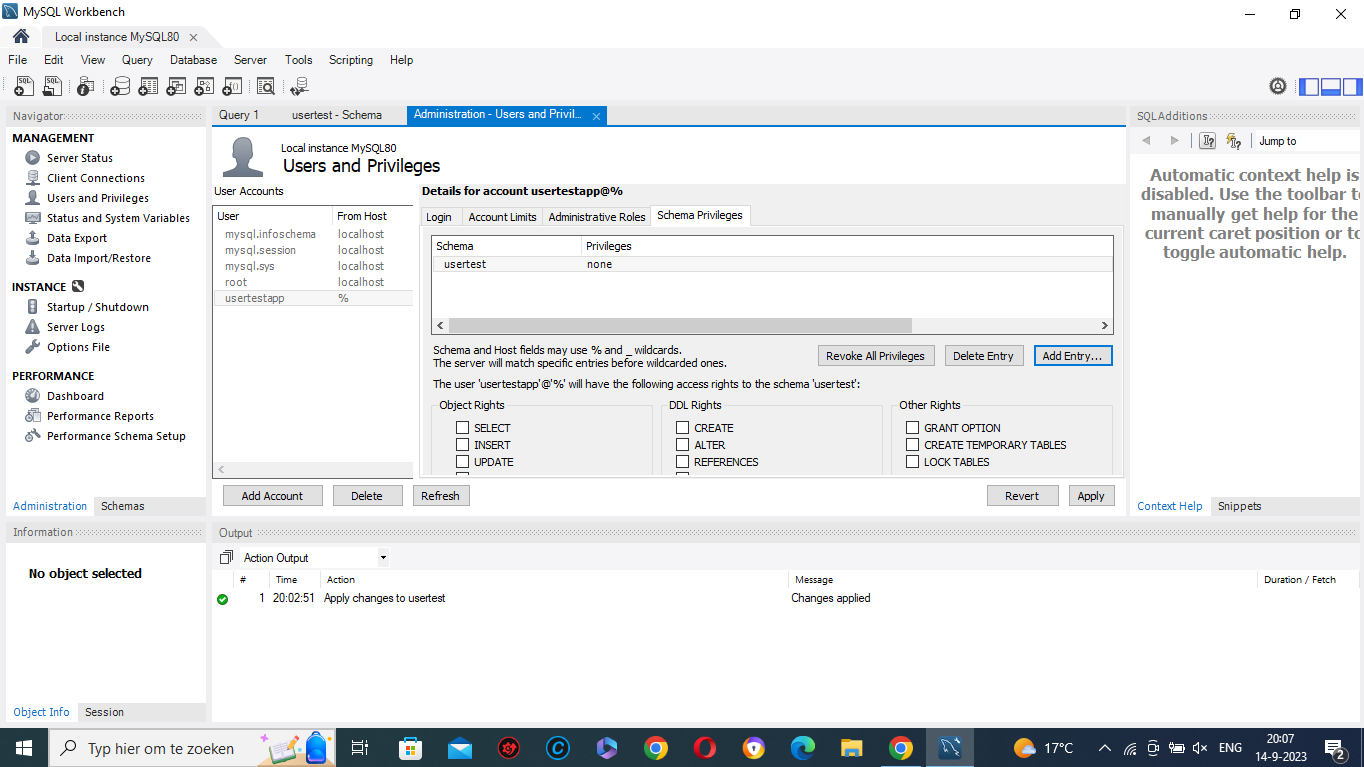 MySQL Workbench
Local instance MySQL80
File Edit View Query Database Server Tools Scripting Help
Navigator
MANAGEMENT
Server Status
Client Connections
Users and Privileges
Status and System Variables
Data Export
Data Import/Restore
INSTANCE
Startup / Shutdown
Server Logs
Options File
PERFORMANCE
Dashboard
Performance Reports
Performance Schema Setup
Administration Schemas
Query 1 usertest - Schema Administration - Users and Privil...
Local instance MySQL80
Users and Privileges
User Accounts
User From Host
mysql.infoschema localhost
mysql.session localhost
mysql.sys localhost
root localhost
usertestapp %
Details for account usertestapp@%
Login Account Limits Administrative Roles Schema Privileges
Schema Privileges
usertest none
Schema and Host fields may use % and _ wildcards.
The server will match specific entries before wildcarded ones.
Revoke All Privileges Delete Entry Add Entry...
The user 'usertestapp'@'%' will have the following access rights to the schema 'usertest':
Object Rights
SELECT
INSERT
UPDATE
DDL Rights
CREATE
ALTER
REFERENCES
Other Rights
GRANT OPTION
CREATE TEMPORARY TABLES
LOCK TABLES
Add Account Delete Refresh Revert Apply
SQLAdditions
Jump to
Automatic context help is
disabled. Use the toolbar to
manually get help for the
current caret position or to
toggle automatic help.
Context Help Snippets
Information
No object selected
Object Info Session
Output
Action Output
# Time Action Message Duration / Fetch
1 20:02:51 Apply changes to usertest Changes applied
Typ hier om te zoeken
17°C
ENG
20:07
14-9-2023
2